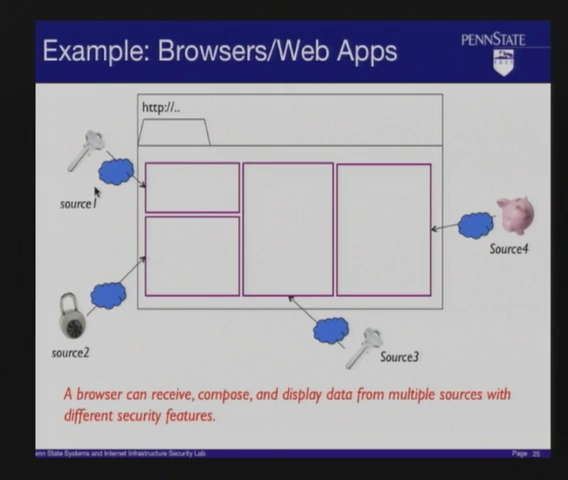 Example: Browsers/Web Apps
PENNSTATE
http://..
source1
Source4
source2
Source3
A browser can receive, compose, and display data from multiple sources with
different security features.
enn State Systems and Internet Infrastructure Security Lab
Page 25